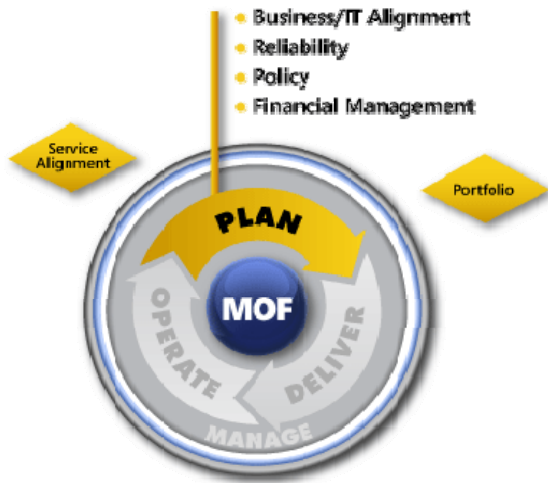 Business/IT Alignment
Reliability
Policy
Financial Management
Service
Alignment
Portfolio
PLAN
MOF
OPERATE
DELIVER
MANAGE